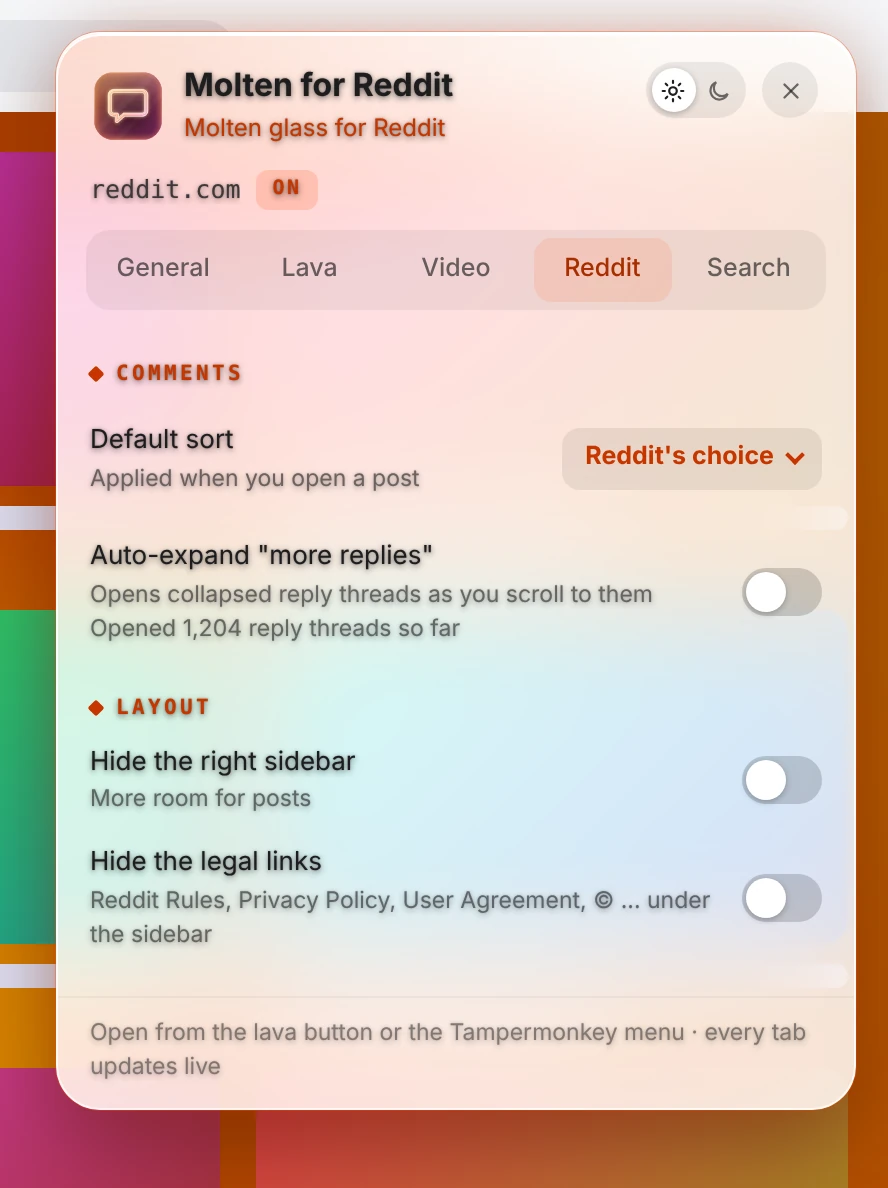 Molten for Reddit
Molten glass for Reddit
reddit.com ON
General Lava Video Reddit Search
COMMENTS
Default sort
Applied when you open a post
Reddit's choice
Auto-expand "more replies"
Opens collapsed reply threads as you scroll to them
Opened 1,204 reply threads so far
LAYOUT
Hide the right sidebar
More room for posts
Hide the legal links
Reddit Rules, Privacy Policy, User Agreement, © ... under
the sidebar
Open from the lava button or the Tampermonkey menu · every tab
updates live